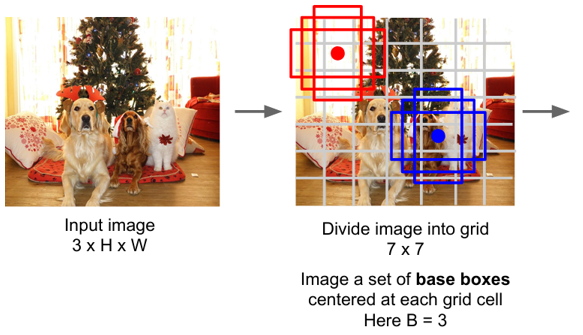 Input image
3 x H x W
Divide image into grid
7 x 7
Image a set of base boxes
centered at each grid cell
Here B = 3